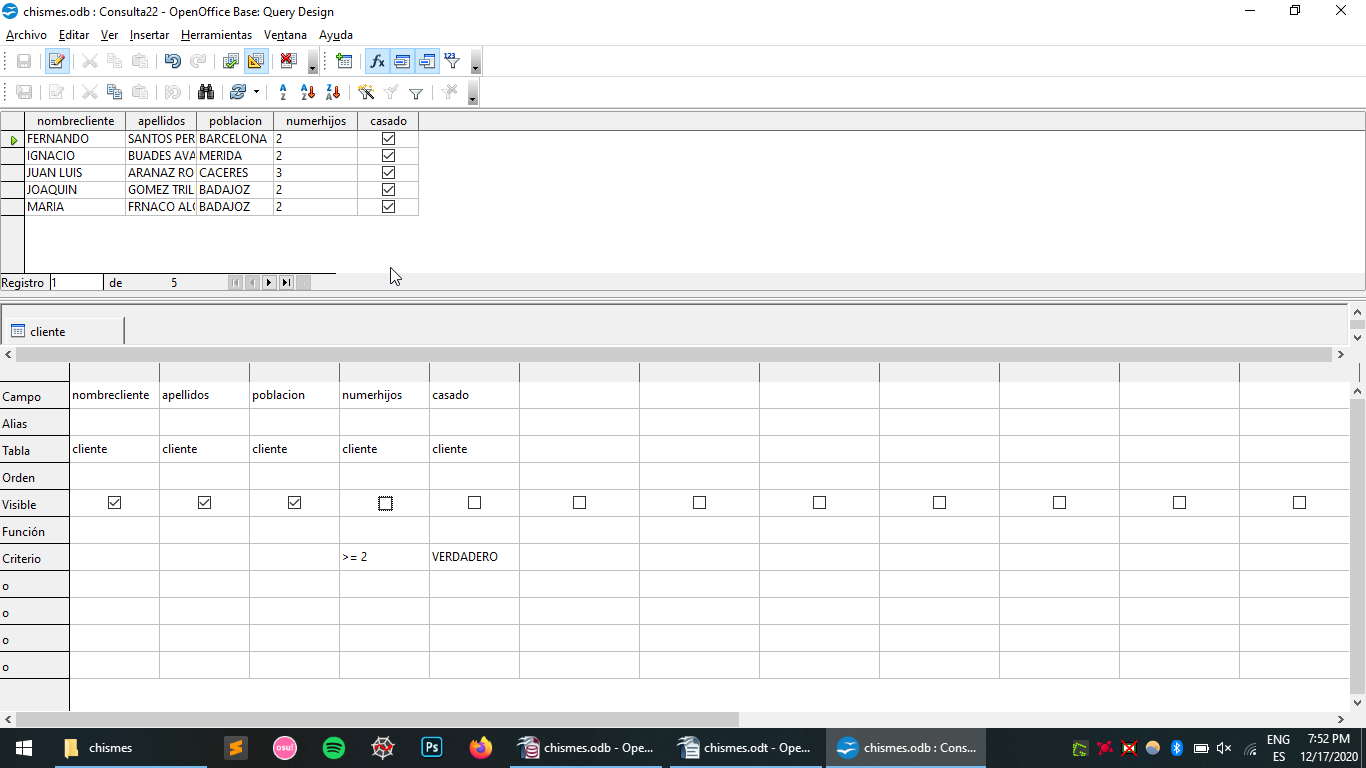 chismes.odb : Consulta22 - OpenOffice Base: Query Design
Archivo Editar Ver Insertar Herramientas Ventana Ayuda
nombrecliente apellidos poblacion numerhijos casado
FERNANDO SANTOS PER BARCELONA 2
IGNACIO BUADES AVA MERIDA 2
JUAN LUIS ARANAZ RO CACERES 3
JOAQUIN GOMEZ TRIL BADAJOZ 2
MARIA FRNACO ALC BADAJOZ 2
Registro 1 de 5
cliente
Campo nombrecliente apellidos poblacion numerhijos casado
Alias
Tabla cliente cliente cliente cliente cliente
Orden
Visible
Función
Criterio >= 2 VERDADERO
o
o
o
o
chismes osu! Ps chismes.odb - Ope... chismes.odt - Ope... chismes.odb : Cons... ENG 7:52 PM
ES 12/17/2020